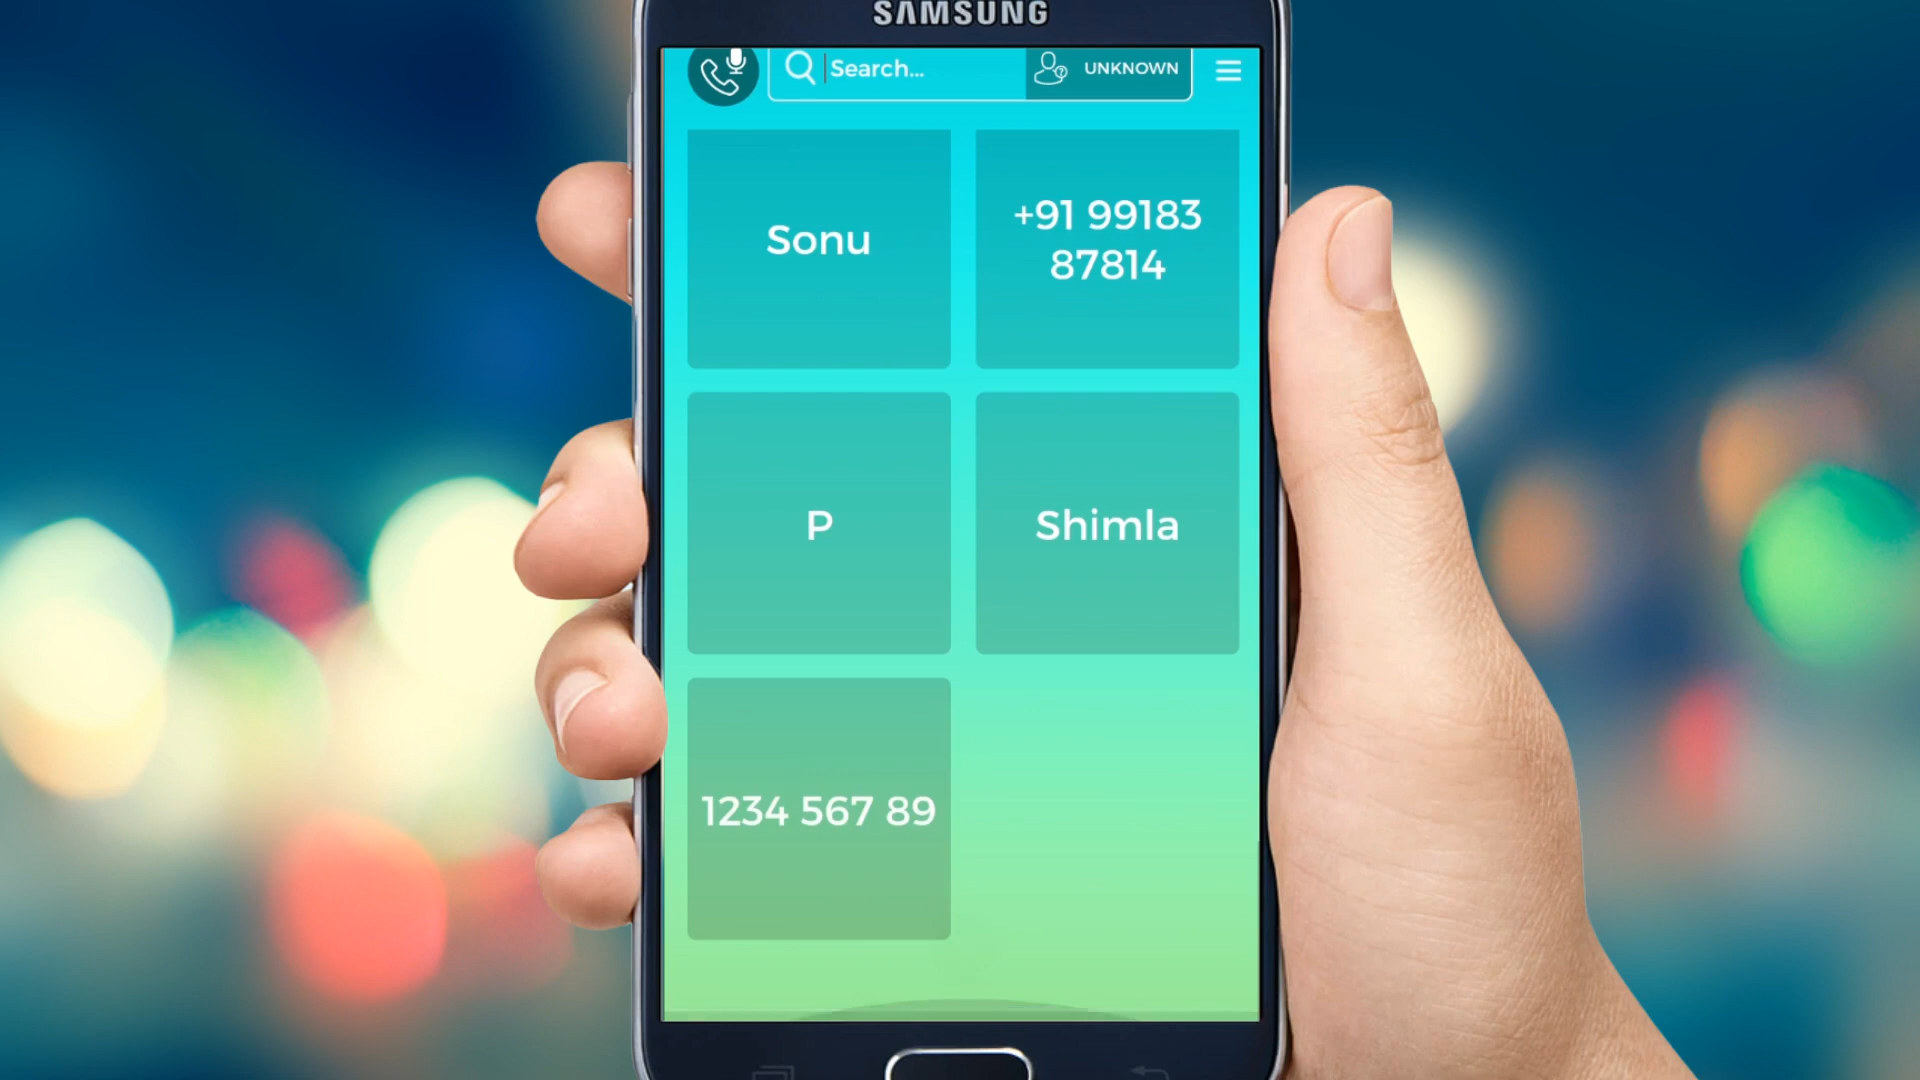 SAMSUNG
Search...
UNKNOWN
Sonu
+91 99183
87814
P
Shimla
1234 567 89